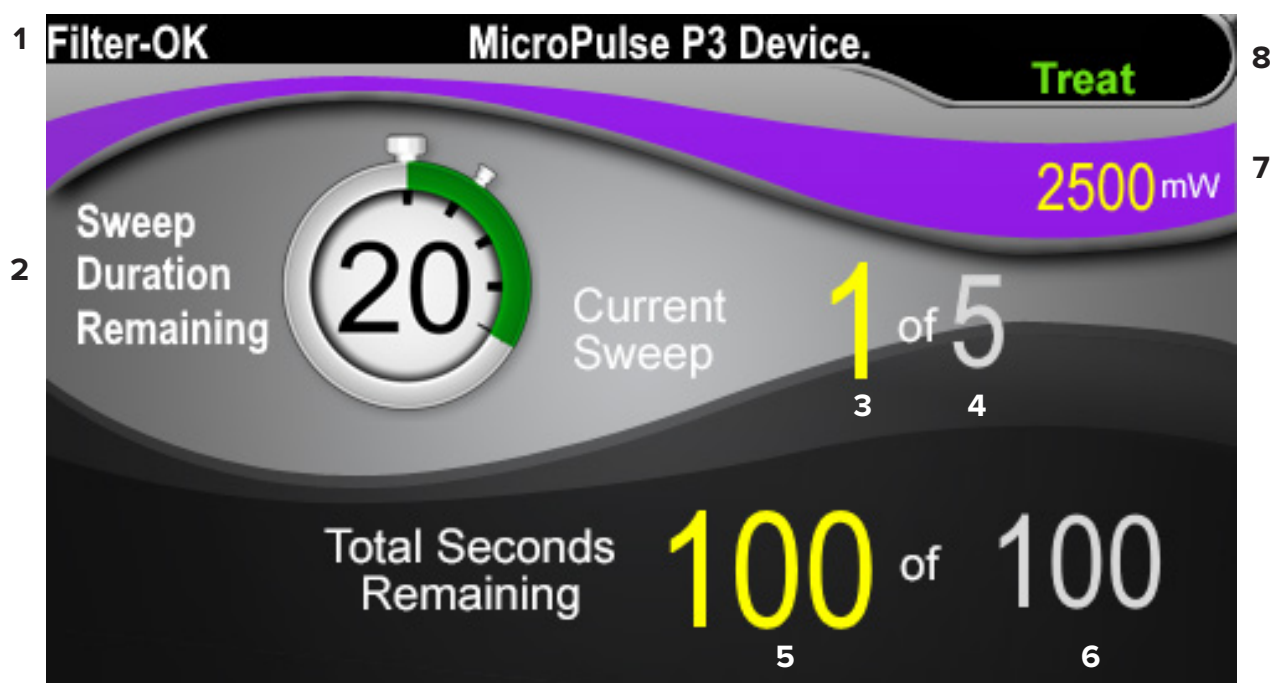 1
Filter-OK
MicroPulse P3 Device.
8
Treat
7
2500 mW
2
Sweep
Duration
Remaining
20
Current
Sweep
1 of 5
3
4
Total Seconds
Remaining
100 of 100
5
6